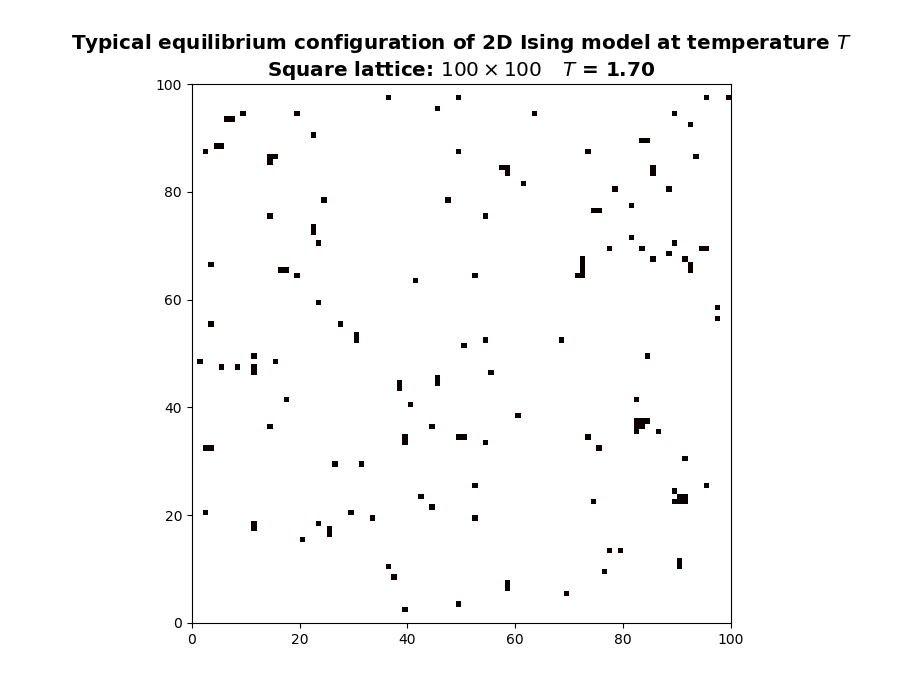 Typical equilibrium configuration of 2D Ising model at temperature T
Square lattice: 100 × 100 T = 1.70
100
80
60
40
20
0
0 20 40 60 80 100